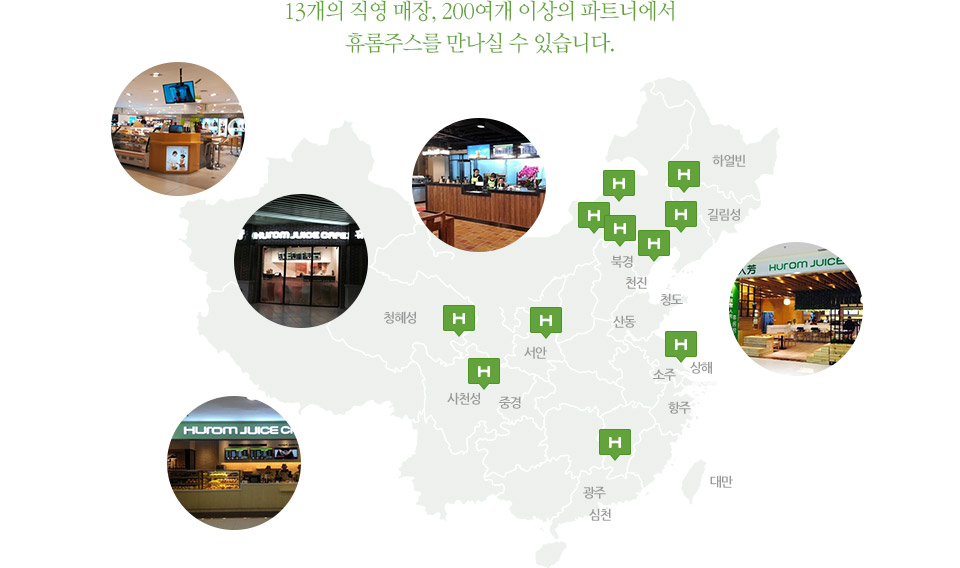 13개의 직영 매장, 200여개 이상의 파트너에서
휴롬주스를 만나실 수 있습니다.
하얼빈
H
H
길림성
H
H
H
H
북경
천진
청도
HUROM JUICE CAFE
芳 HUROM JUICE
청혜성
H
H
산동
서안
H
상해
소주
H
사천성
중경
항주
HUROM JUICE CA
H
대만
광주
심천